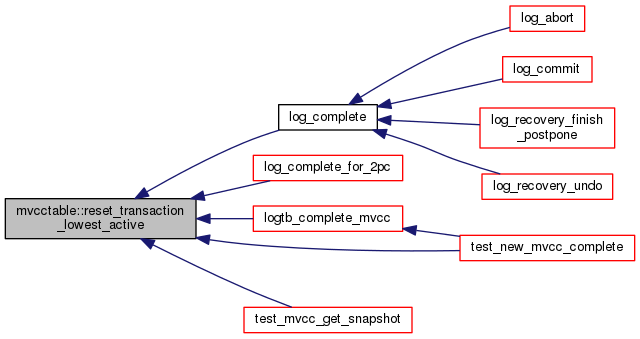 log_abort
log_commit
log_complete
log_recovery_finish
_postpone
log_complete_for_2pc
log_recovery_undo
mvcctable::reset_transaction
_lowest_active
logtb_complete_mvcc
test_new_mvcc_complete
test_mvcc_get_snapshot